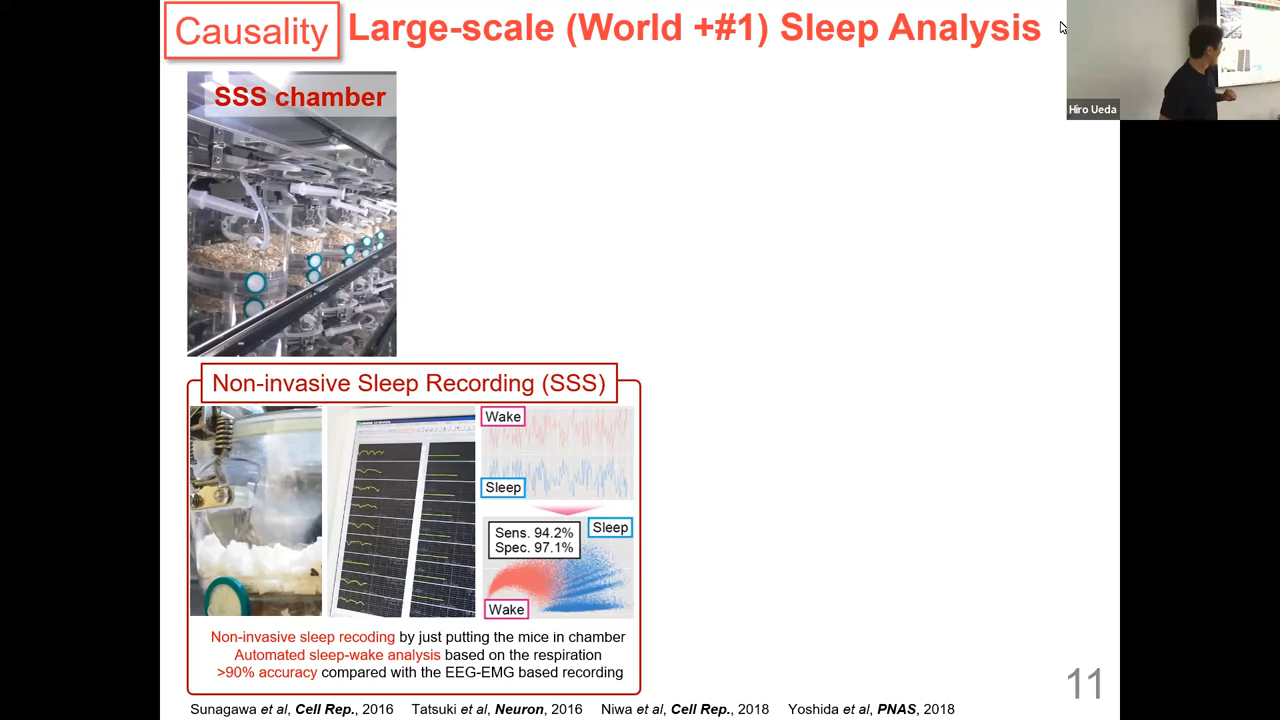 Causality
Large-scale (World +#1) Sleep Analysis
Hiro Ueda
SSS chamber
Non-invasive Sleep Recording (SSS)
Wake
Sleep
Sens. 94.2%
Spec. 97.1%
Sleep
Wake
Non-invasive sleep recoding by just putting the mice in chamber
Automated sleep-wake analysis based on the respiration
>90% accuracy compared with the EEG-EMG based recording
11
Sunagawa et al, Cell Rep., 2016 Tatsuki et al, Neuron, 2016 Niwa et al, Cell Rep., 2018 Yoshida et al, PNAS, 2018